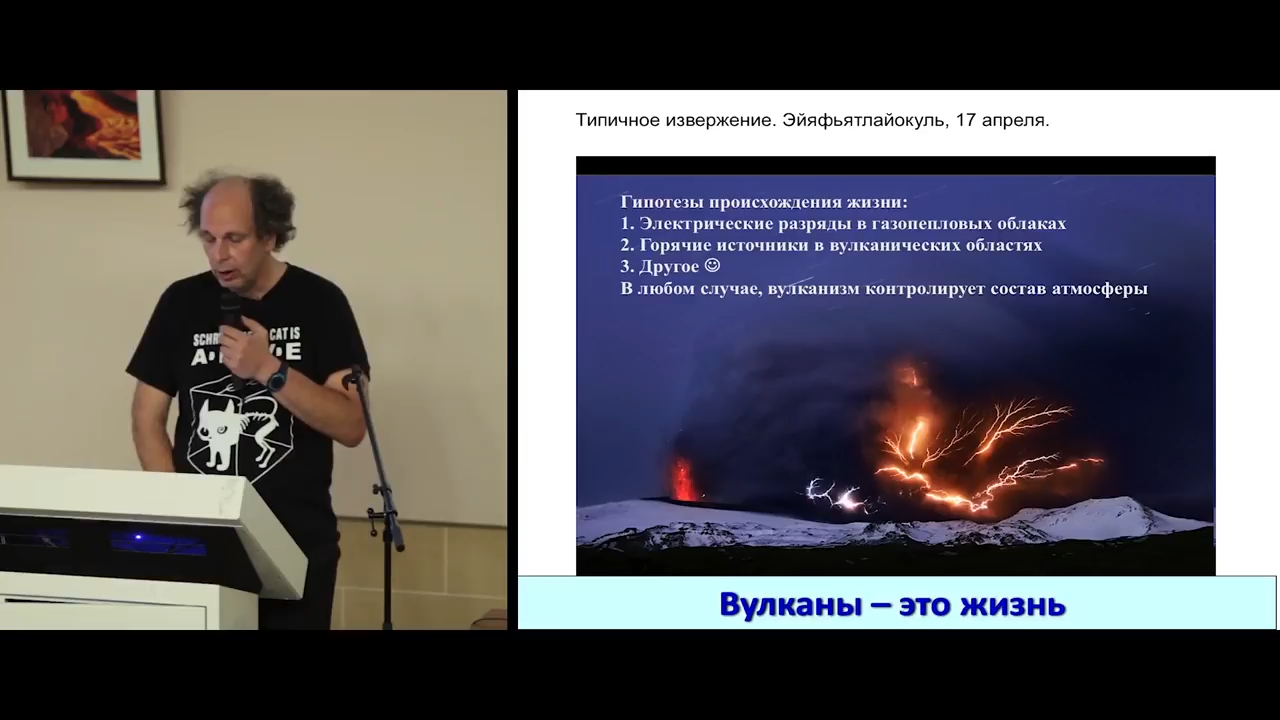 SCHR CAT IS
Типичное извержение. Эйяфьятлайокуль, 17 апреля.
Гипотезы происхождения жизни:
1. Электрические разряды в газопепловых облаках
2. Горячие источники в вулканических областях
3. Другое ☺
В любом случае, вулканизм контролирует состав атмосферы
Вулканы – это жизнь